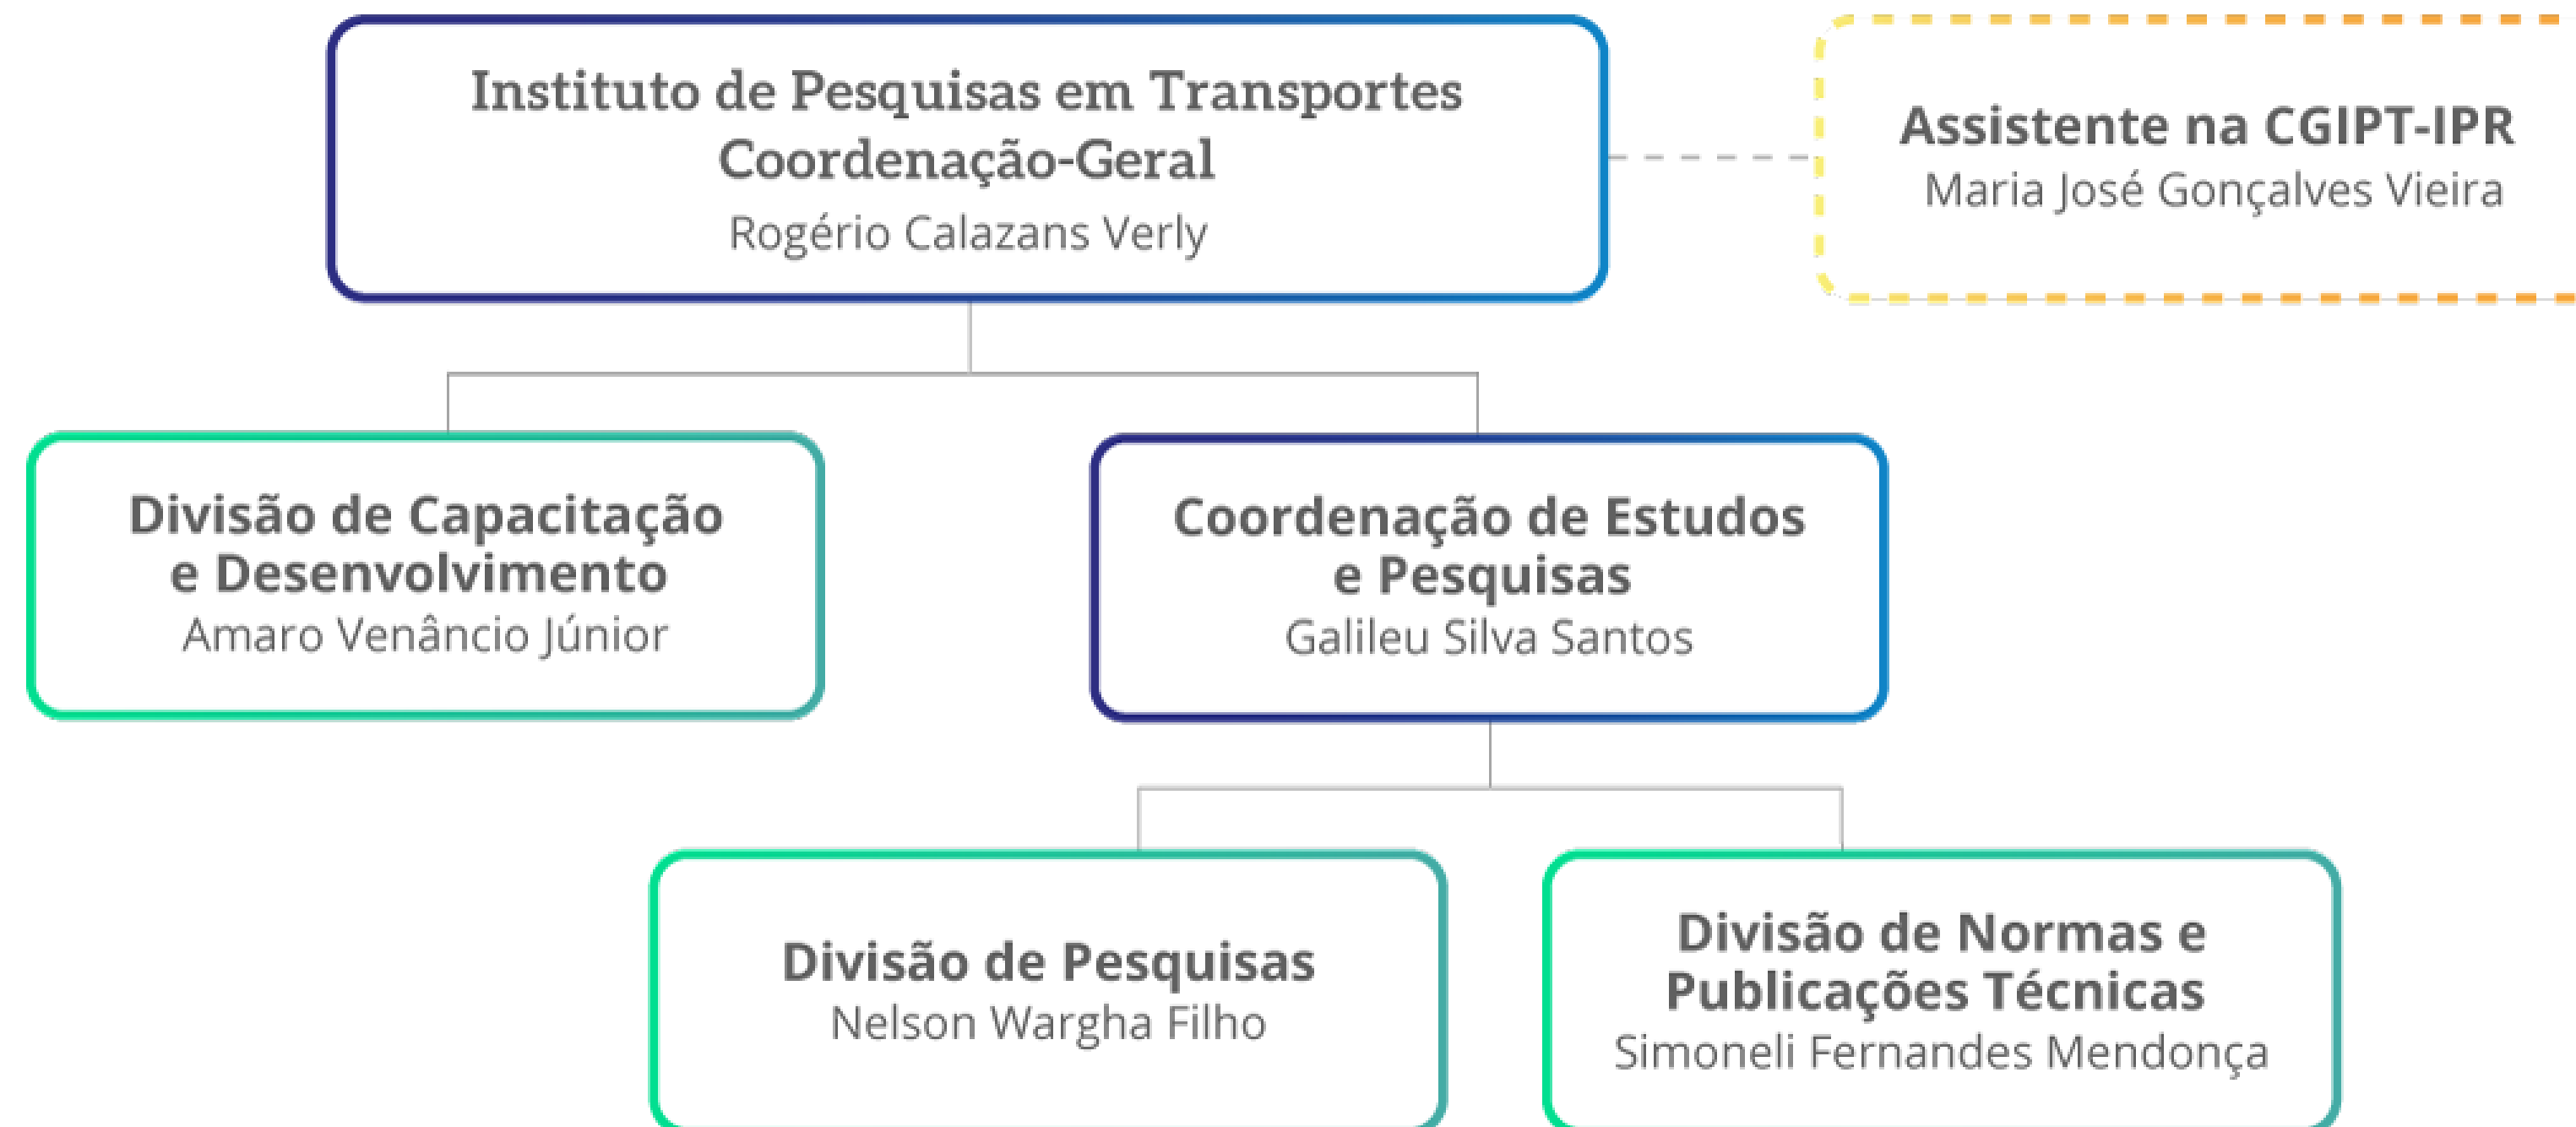 Instituto de Pesquisas em Transportes
Coordenação-Geral
Rogério Calazans Verly
Assistente na CGIPT-IPR
Maria José Gonçalves Vieira
Divisão de Capacitação
e Desenvolvimento
Amaro Venâncio Júnior
Coordenação de Estudos
e Pesquisas
Galileu Silva Santos
Divisão de Pesquisas
Nelson Wargha Filho
Divisão de Normas e
Publicações Técnicas
Simoneli Fernandes Mendonça